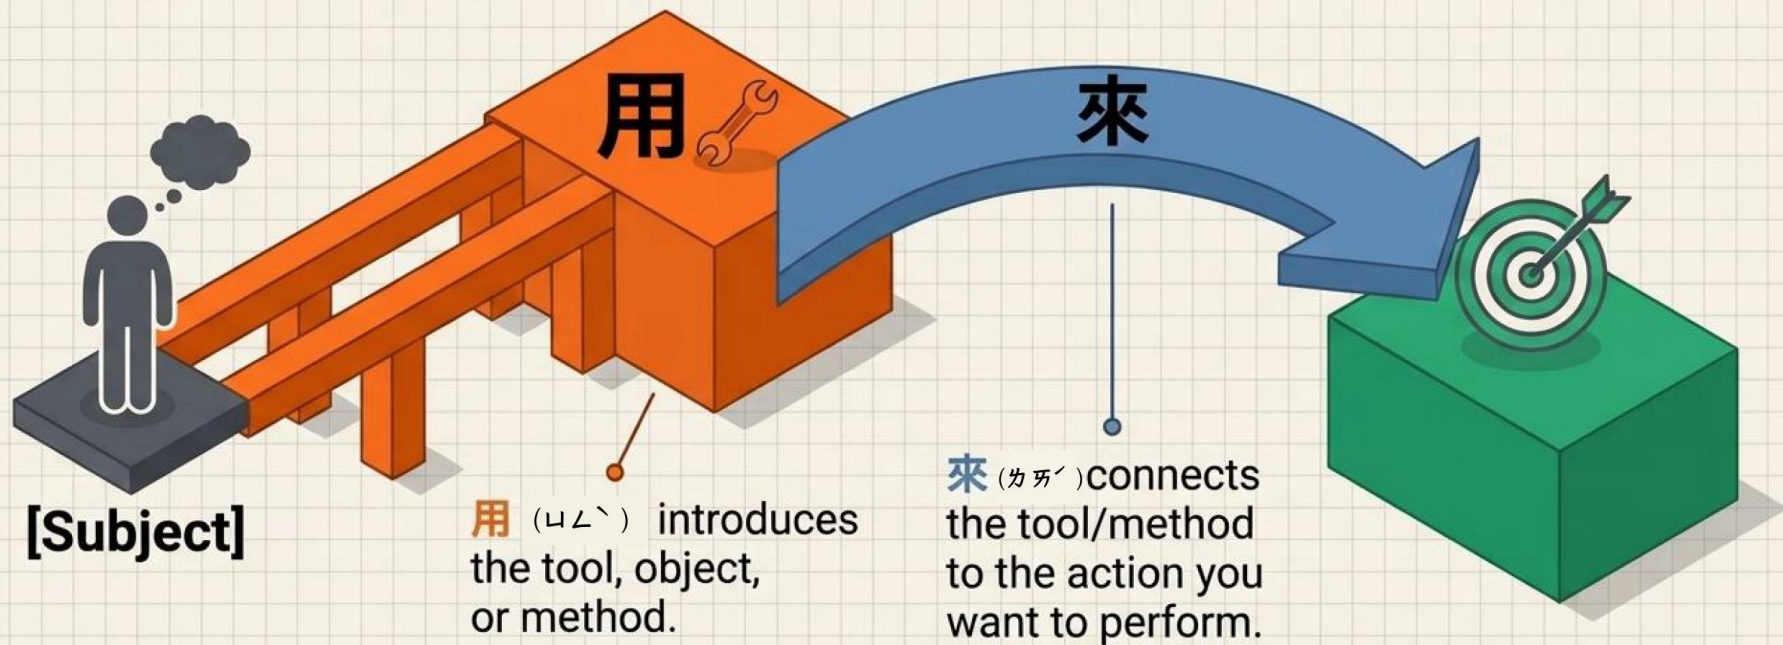 用
來
[Subject]
用 (ㄩㄥˋ) introduces
the tool, object,
or method.
來 (ㄌㄞˊ)connects
the tool/method
to the action you
want to perform.